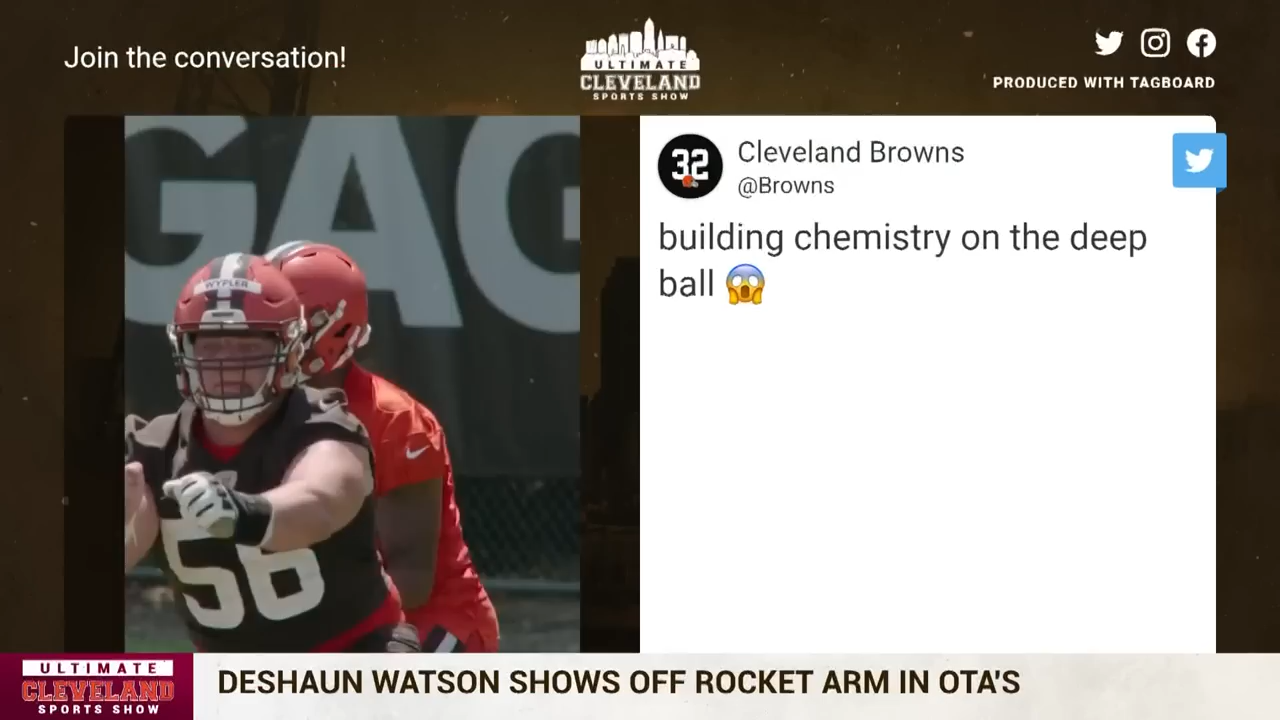 Join the conversation!
ULTIMATE
CLEVELAND
SPORTS SHOW
PRODUCED WITH TAGBOARD
GAG
WYPLER
56
32
Cleveland Browns
@Browns
building chemistry on the deep
ball 😱
ULTIMATE
CLEVELAND
SPORTS SHOW
DESHAUN WATSON SHOWS OFF ROCKET ARM IN OTA'S